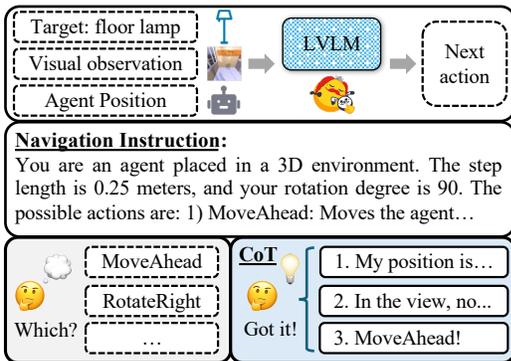 Target: floor lamp
Visual observation
Agent Position
LVLM
Next
action
Navigation Instruction:
You are an agent placed in a 3D environment. The step
length is 0.25 meters, and your rotation degree is 90. The
possible actions are: 1) MoveAhead: Moves the agent…
Which?
MoveAhead
RotateRight
…
CoT
Got it!
1. My position is…
2. In the view, no...
3. MoveAhead!